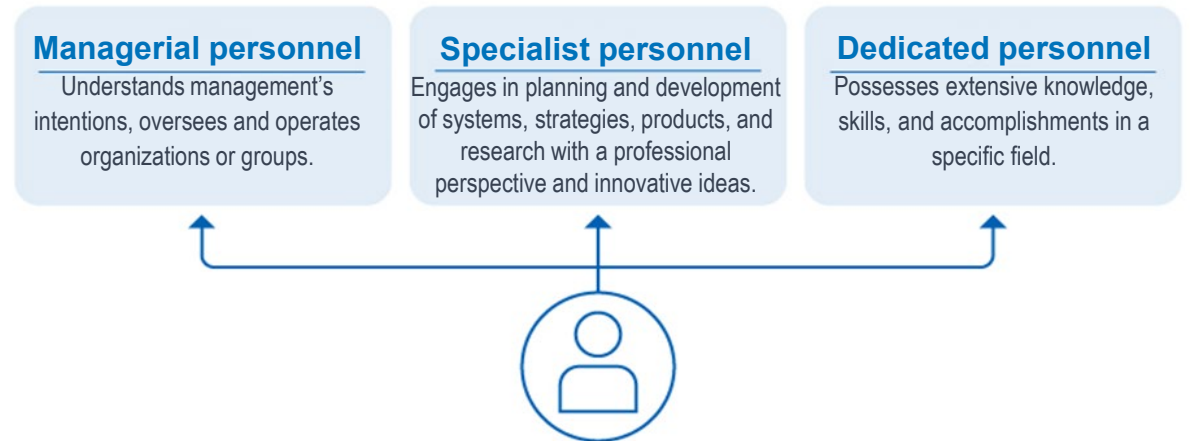 Managerial personnel
Understands management's
intentions, oversees and operates
organizations or groups.
Specialist personnel
Engages in planning and development
of systems, strategies, products, and
research with a professional
perspective and innovative ideas.
Dedicated personnel
Possesses extensive knowledge,
skills, and accomplishments in a
specific field.